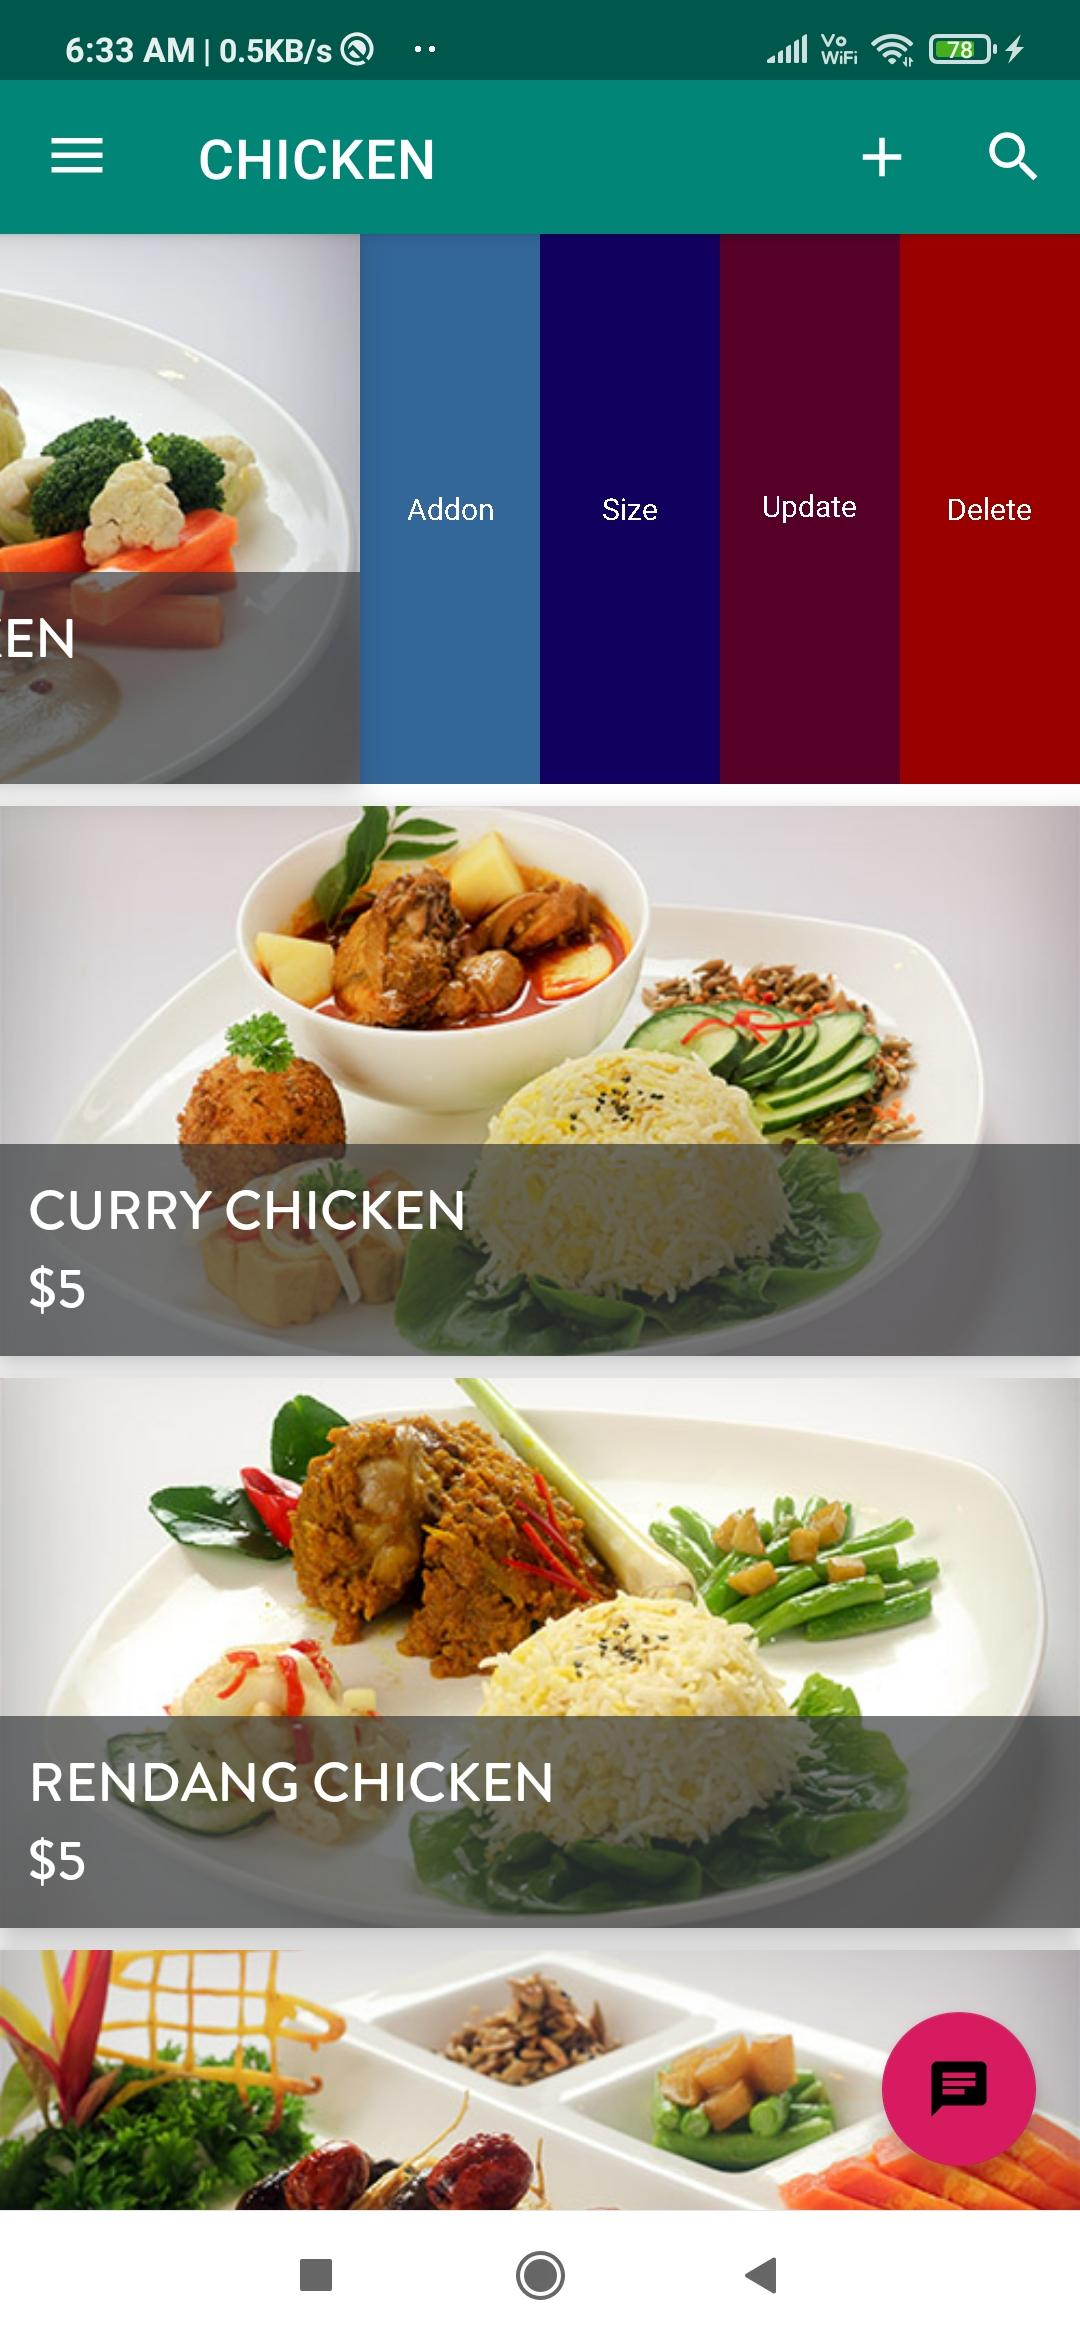 6:33 AM | 0.5KB/s
Vo
WiFi
78
CHICKEN
Addon
Size
Update
Delete
EN
CURRY CHICKEN
$5
RENDANG CHICKEN
$5